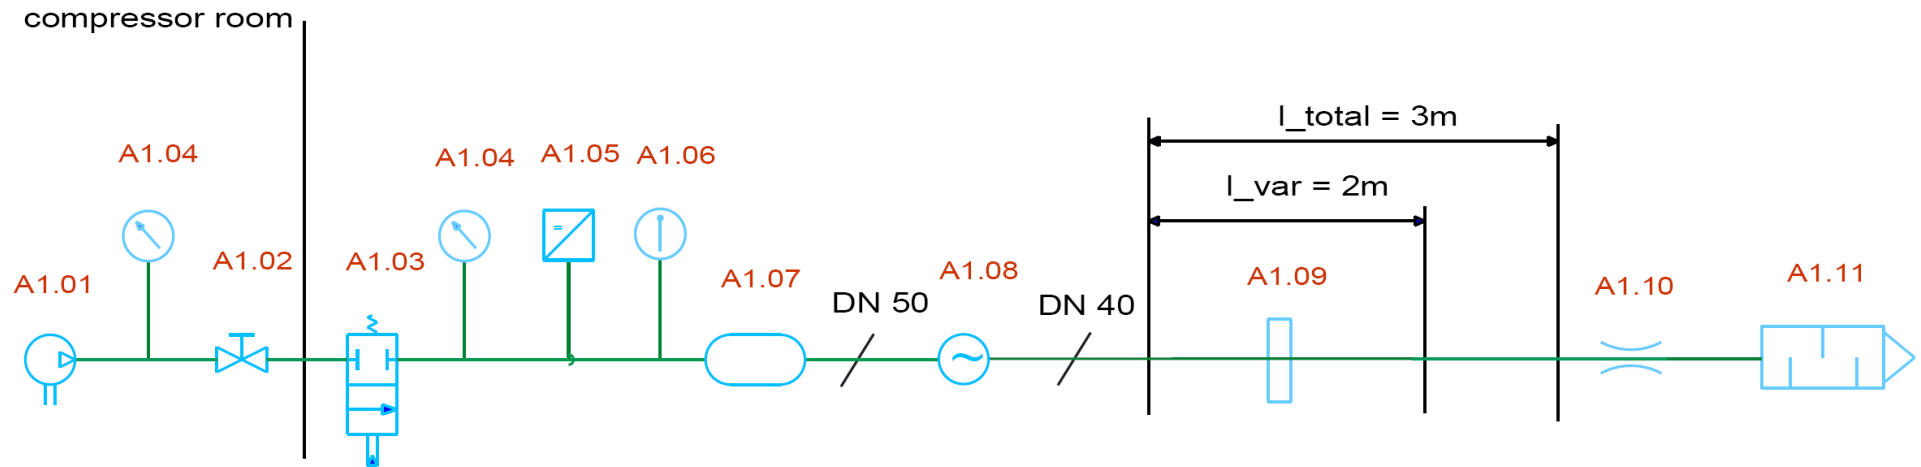 compressor room
l_total = 3m
A1.04
A1.04
A1.05
A1.06
l_var = 2m
A1.01
A1.02
A1.03
A1.07
DN 50
A1.08
DN 40
A1.09
A1.10
A1.11